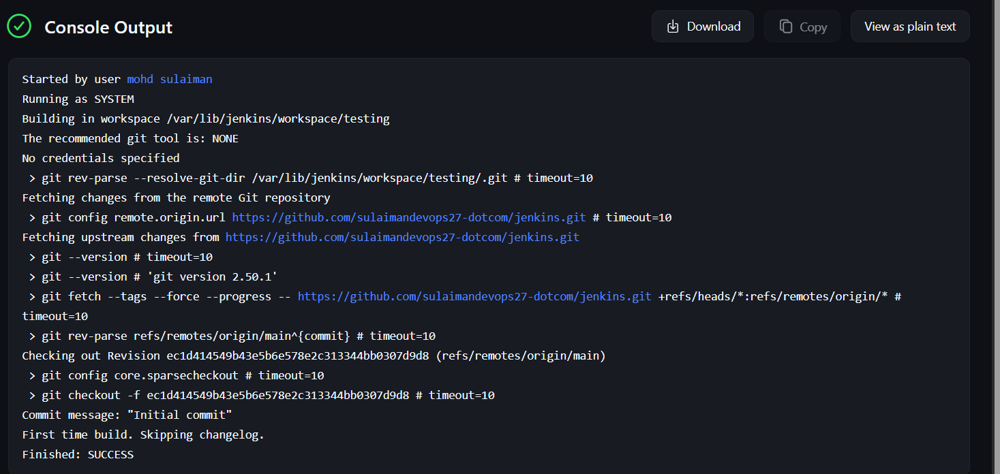 Console Output
Download
Copy
View as plain text
Started by user mohd sulaiman
Running as SYSTEM
Building in workspace /var/lib/jenkins/workspace/testing
The recommended git tool is: NONE
No credentials specified
> git rev-parse --resolve-git-dir /var/lib/jenkins/workspace/testing/.git # timeout=10
Fetching changes from the remote Git repository
> git config remote.origin.url https://github.com/sulaimandevops27-dotcom/jenkins.git # timeout=10
Fetching upstream changes from https://github.com/sulaimandevops27-dotcom/jenkins.git
> git --version # timeout=10
> git --version # 'git version 2.50.1'
> git fetch --tags --force --progress -- https://github.com/sulaimandevops27-dotcom/jenkins.git +refs/heads/*:refs/remotes/origin/* #
timeout=10
> git rev-parse refs/remotes/origin/main^{commit} # timeout=10
Checking out Revision ec1d414549b43e5b6e578e2c313344bb0307d9d8 (refs/remotes/origin/main)
> git config core.sparsecheckout # timeout=10
> git checkout -f ec1d414549b43e5b6e578e2c313344bb0307d9d8 # timeout=10
Commit message: "Initial commit"
First time build. Skipping changelog.
Finished: SUCCESS